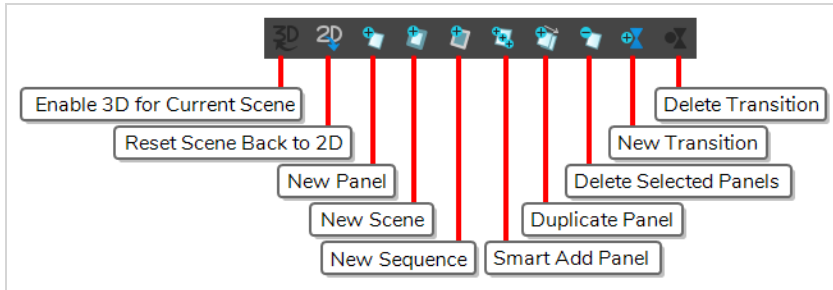 3D
2D
Enable 3D for Current Scene
Delete Transition
Reset Scene Back to 2D
New Transition
New Panel
Delete Selected Panels
New Scene
Duplicate Panel
New Sequence
Smart Add Panel